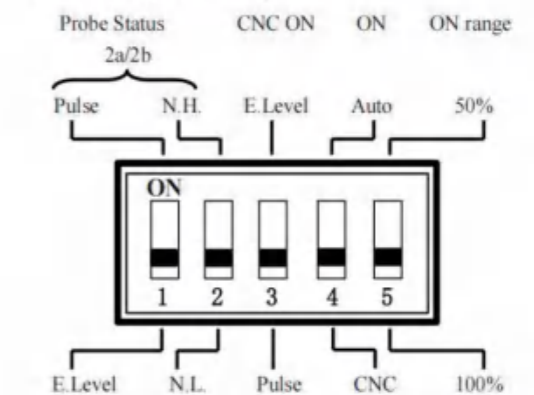 Probe Status CNC ON ON ON range
2a/2b
Pulse N.H. E.Level Auto 50%
ON
1 2 3 4 5
E.Level N.L. Pulse CNC 100%